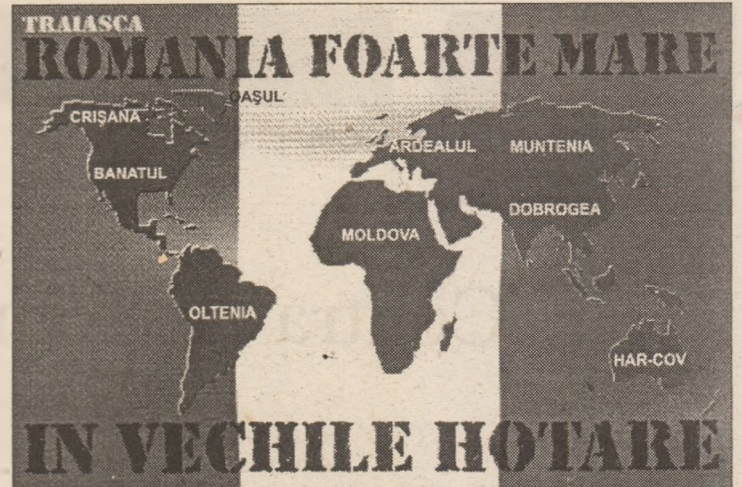 TRAIASCA
ROMANIA FOARTE MARE
OAŞUL
CRIŞANA
ARDEALUL MUNTENIA
BANATUL
DOBROGEA
MOLDOVA
OLTENIA
HAR-COV
IN VECHILE HOTARE